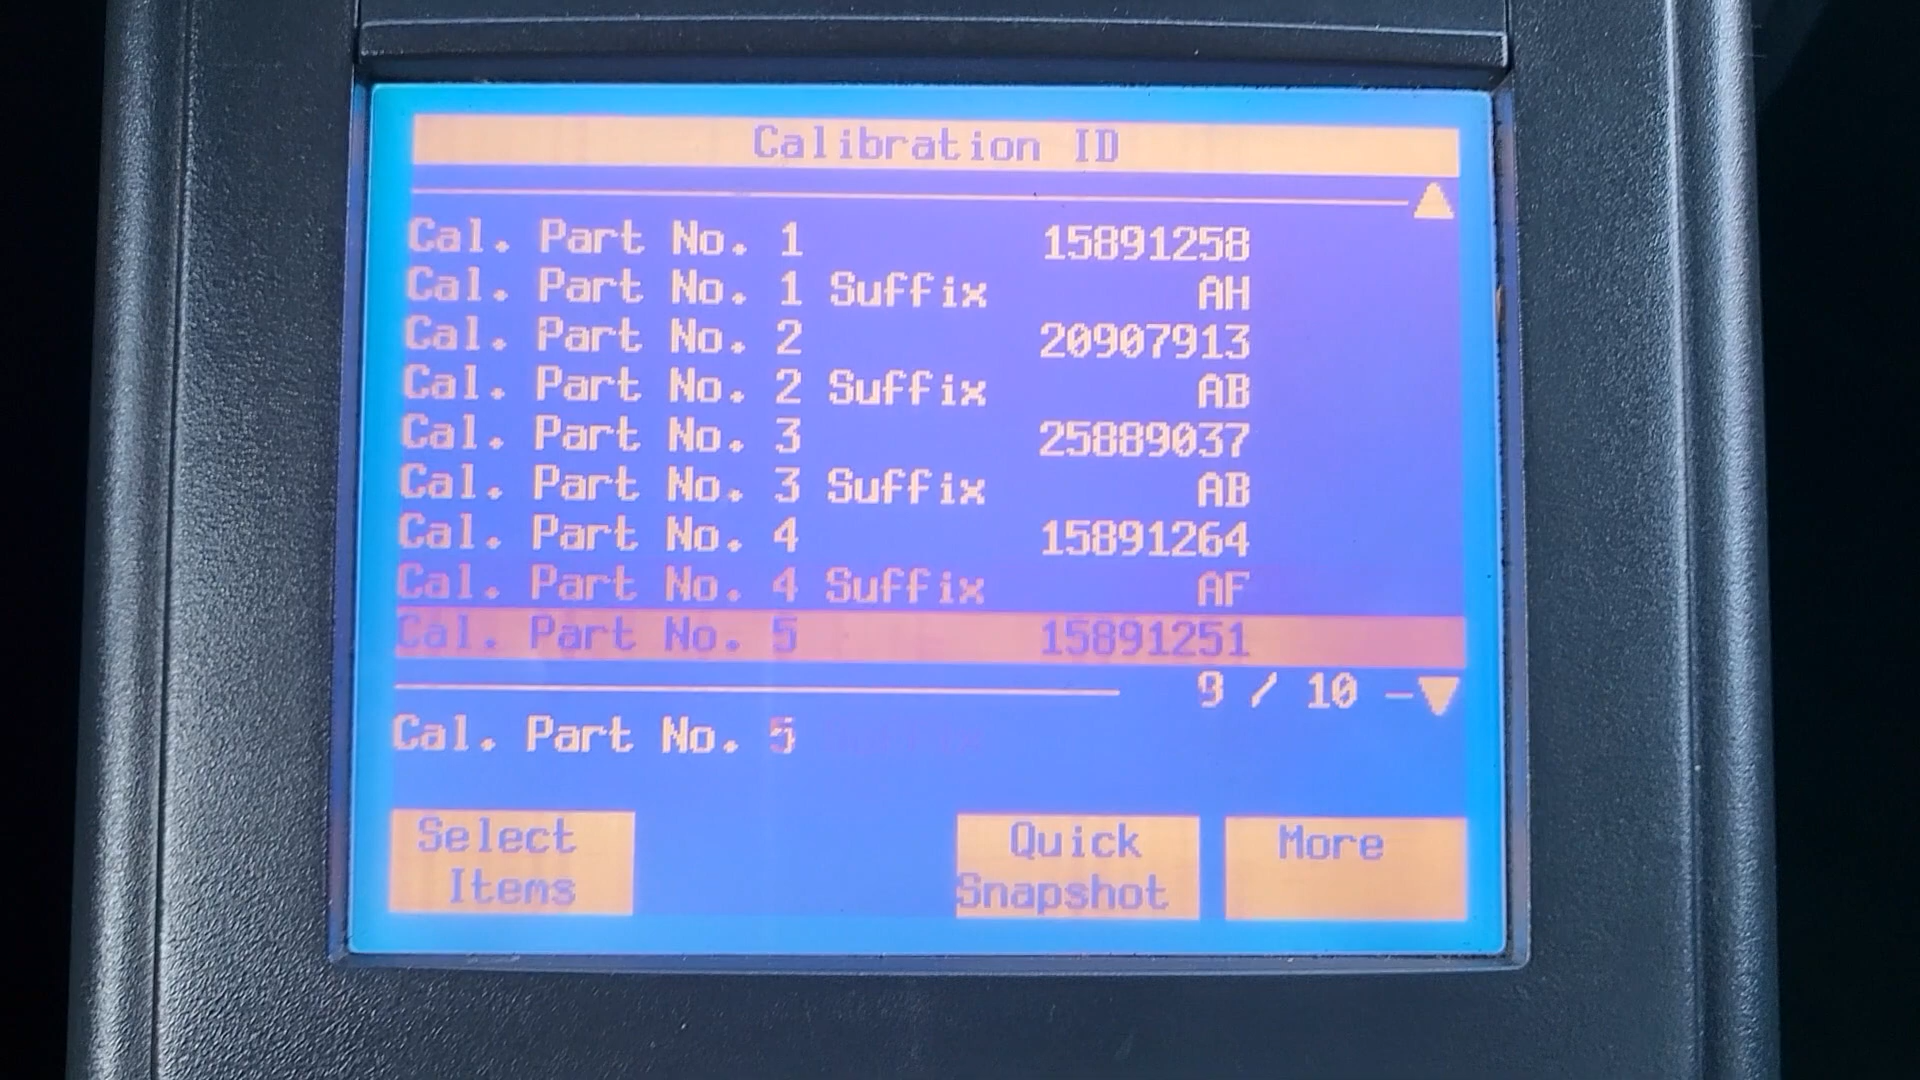 Calibration ID
Cal. Part No. 1 15891258
Cal. Part No. 1 Suffix AH
Cal. Part No. 2 20907913
Cal. Part No. 2 Suffix AB
Cal. Part No. 3 25889037
Cal. Part No. 3 Suffix AB
Cal. Part No. 4 15891264
Cal. Part No. 4 Suffix AF
Cal. Part No. 5 15891251
9 / 10
Cal. Part No. 5 Suffix
Select Items
Quick Snapshot
More